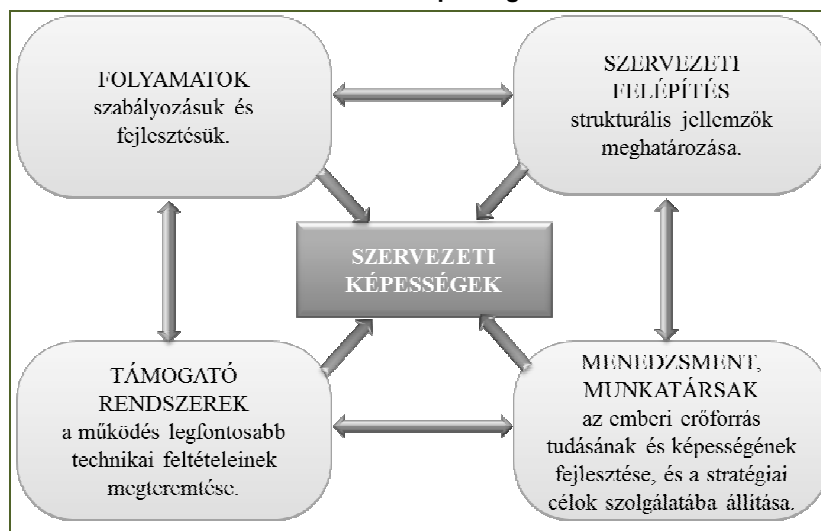 FOLYAMATOK
szabályozásuk és
fejlesztésük.
SZERVEZETI
FELÉPÍTÉS
strukturális jellemzők
meghatározása.
SZERVEZETI
KÉPESSÉGEK
TÁMOGATÓ
RENDSZEREK
a működés legfontosabb
technikai feltételeinek
megteremtése.
MENEDZSMENT,
MUNKATÁRSAK
az emberi erőforrás
tudásának és képességének
fejlesztése, és a stratégiai
célok szolgálatába állítása.